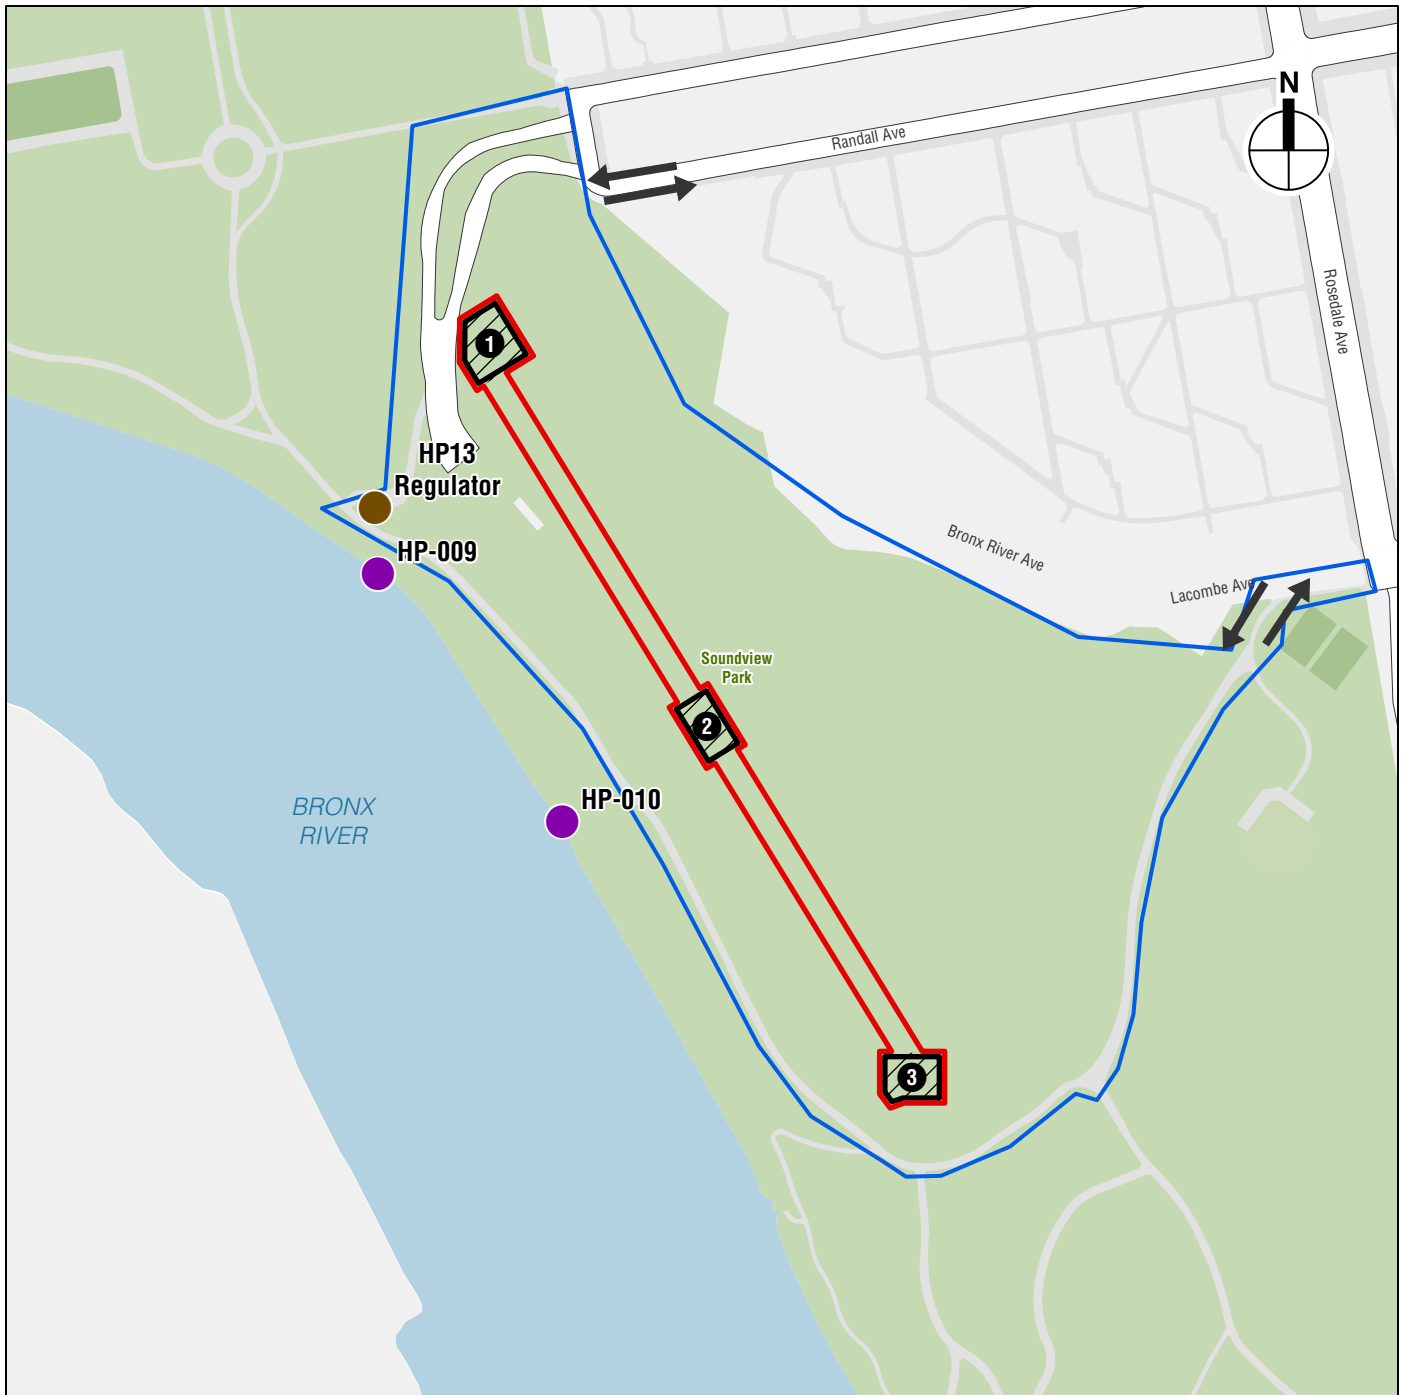 N
Randall Ave
Rosedale Ave
1
HP13
Regulator
HP-009
Bronx River Ave
Lacombe Ave
Soundview
Park
2
HP-010
BRONX
RIVER
3